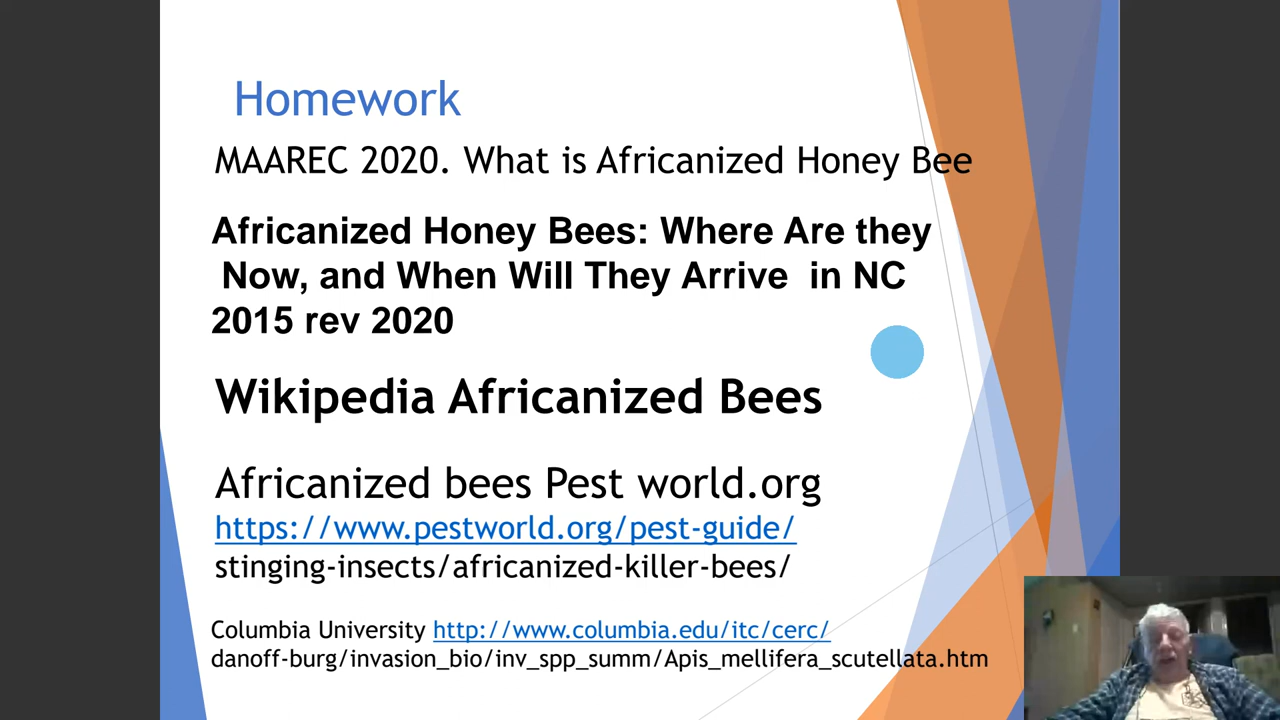 Homework
MAAREC 2020. What is Africanized Honey Bee
Africanized Honey Bees: Where Are they
Now, and When Will They Arrive in NC
2015 rev 2020
Wikipedia Africanized Bees
Africanized bees Pest world.org
https://www.pestworld.org/pest-guide/
stinging-insects/africanized-killer-bees/
Columbia University http://www.columbia.edu/itc/cerc/
danoff-burg/invasion_bio/inv_spp_summ/Apis_mellifera_scutellata.htm